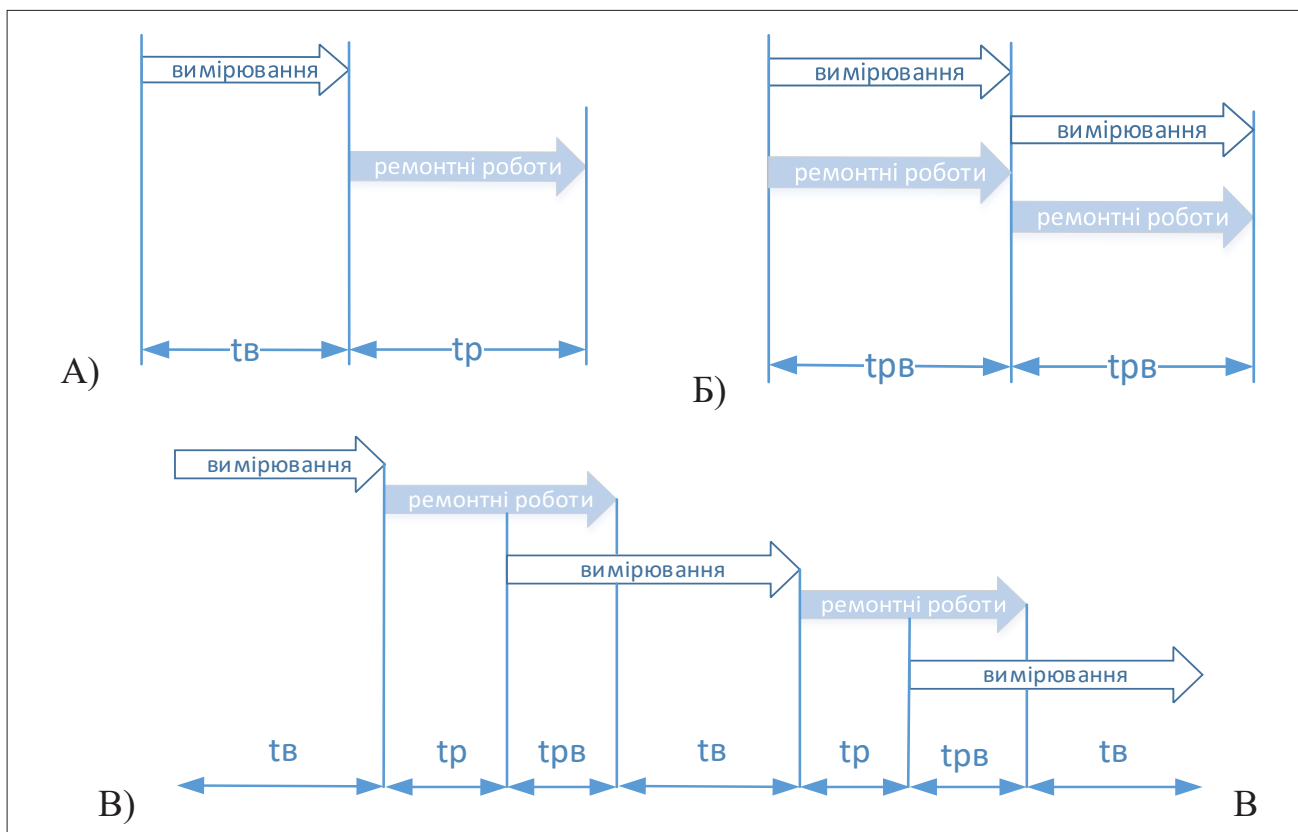 вимірювання
ремонтні роботи
tв
tр
А)
вимірювання
вимірювання
ремонтні роботи
ремонтні роботи
tрв
tрв
Б)
вимірювання
ремонтні роботи
вимірювання
ремонтні роботи
вимірювання
tв
tр
tрв
tв
tр
tрв
tв
В)
В